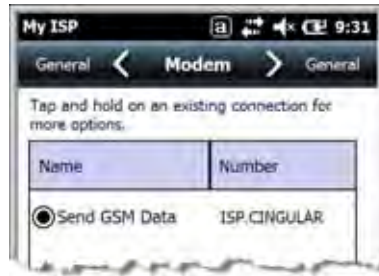 My ISP a 9:31
General Modem General
Tap and hold on an existing connection for
more options.
Name Number
Send GSM Data ISP.CINGULAR